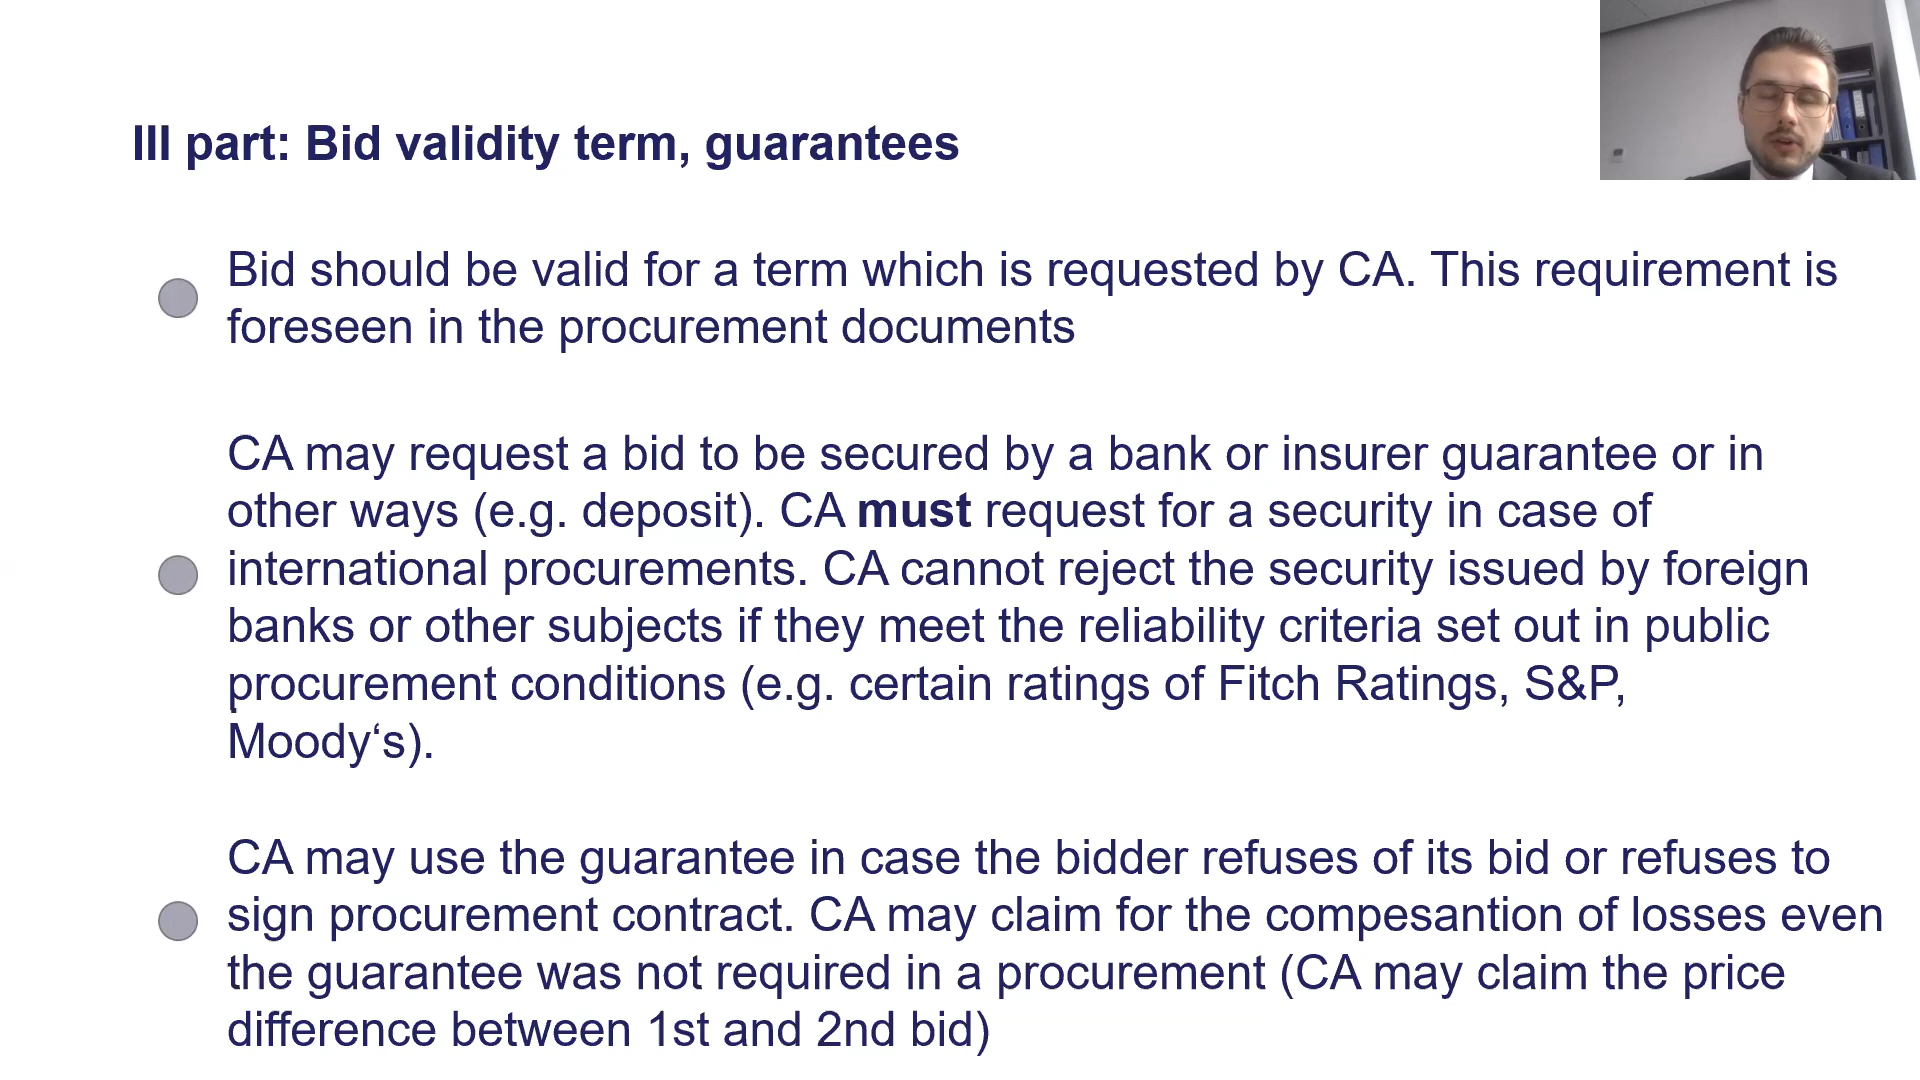 III part: Bid validity term, guarantees
Bid should be valid for a term which is requested by CA. This requirement is
foreseen in the procurement documents
CA may request a bid to be secured by a bank or insurer guarantee or in
other ways (e.g. deposit). CA must request for a security in case of
international procurements. CA cannot reject the security issued by foreign
banks or other subjects if they meet the reliability criteria set out in public
procurement conditions (e.g. certain ratings of Fitch Ratings, S&P,
Moody‘s).
CA may use the guarantee in case the bidder refuses of its bid or refuses to
sign procurement contract. CA may claim for the compesantion of losses even
the guarantee was not required in a procurement (CA may claim the price
difference between 1st and 2nd bid)